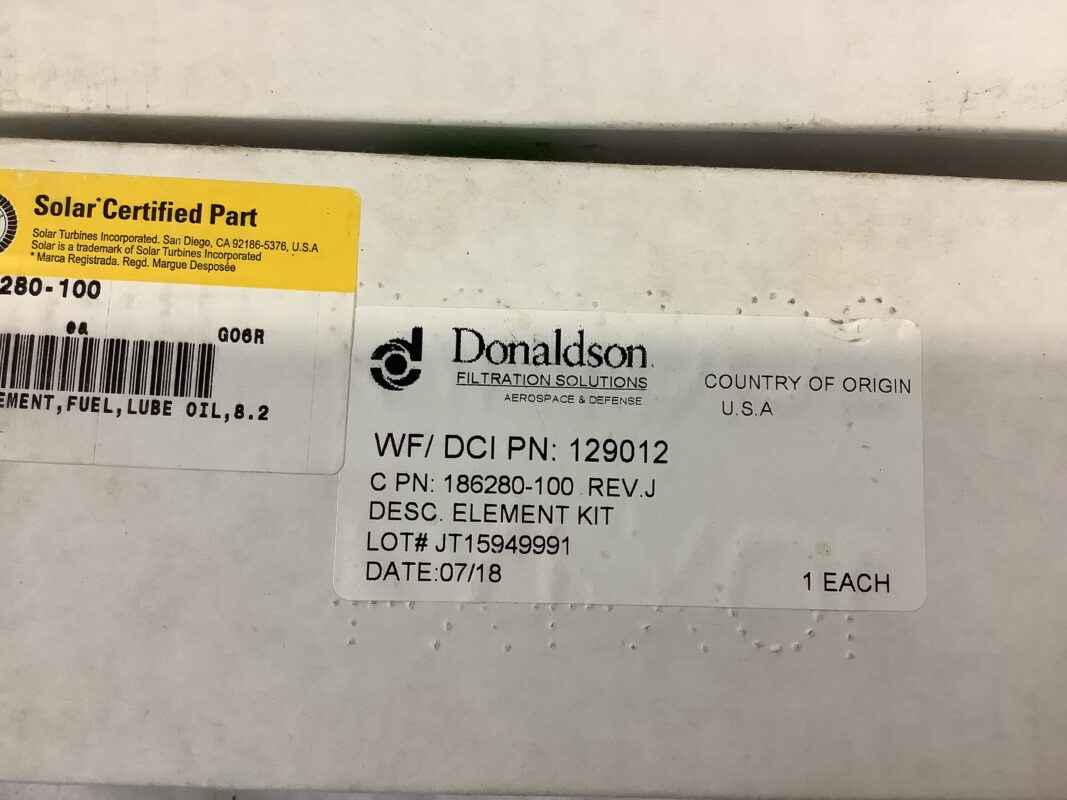 Solar* Certified Part
Solar Turbines Incorporated. San Diego, CA 92186-5376, U.S.A
Solar is a trademark of Solar Turbines Incorporated
* Marca Registrada. Regd. Margue Desposée
280-100
ea G06R
EMENT,FUEL,LUBE OIL,8.2
Donaldson.
FILTRATION SOLUTIONS
AEROSPACE & DEFENSE
COUNTRY OF ORIGIN
U.S.A
WF/ DCI PN: 129012
C PN: 186280-100 REV.J
DESC. ELEMENT KIT
LOT# JT15949991
DATE:07/18
1 EACH